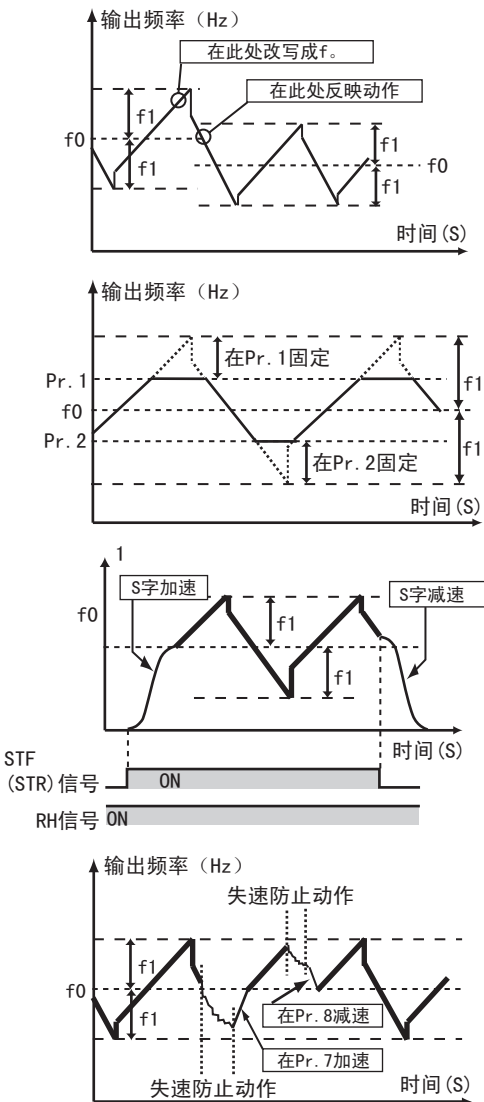 输出频率（Hz）
在此处改写成f。
在此处反映动作
f1
f0
f1
f1
f0
f1
时间(S)
输出频率（Hz）
在Pr.1固定
Pr.1
f1
f0
Pr.2
f1
在Pr.2固定
时间(S)
1
S字加速
S字减速
f0
f1
f1
时间(S)
STF
(STR)信号
ON
RH信号 ON
输出频率（Hz）
失速防止动作
f1
f0
f1
在Pr.8减速
在Pr.7加速
失速防止动作
时间(S)